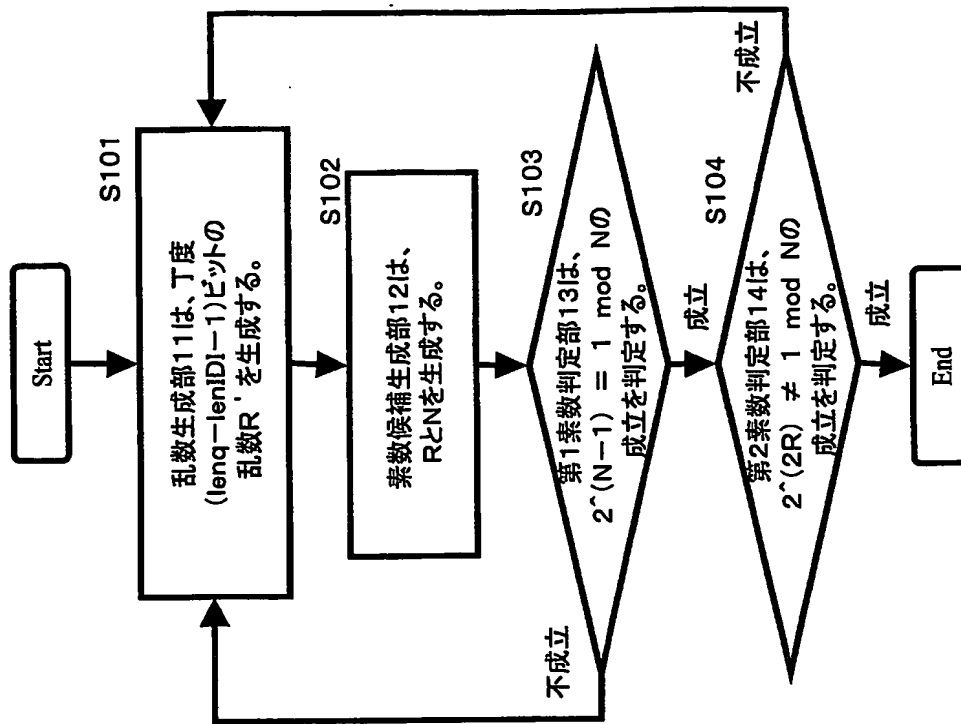 Start
S101
乱数生成部11は、丁度
(lenq－lenIDI－1)ビットの
乱数R'を生成する。
S102
素数候補生成部12は、
RとNを生成する。
S103
第1素数判定部13は、
2^(N－1) = 1 mod Nの
成立を判定する。
不成立
成立
S104
第2素数判定部14は、
2^(2R) ≠ 1 mod Nの
成立を判定する。
不成立
成立
End